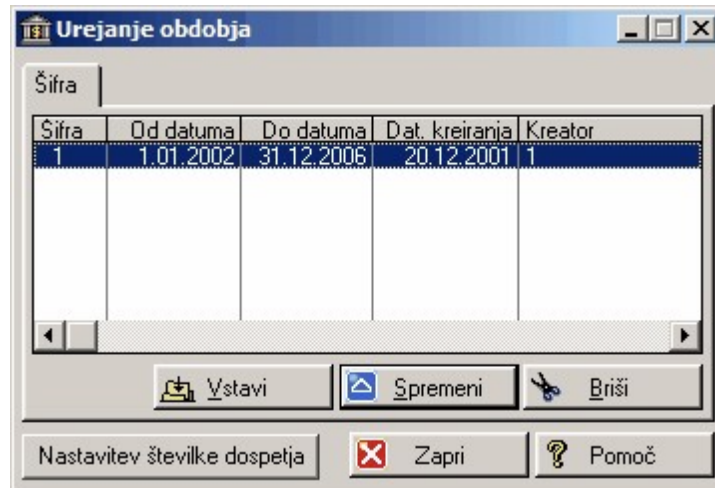 Urejanje obdobja
Šifra
Šifra Od datuma Do datuma Dat. kreiranja Kreator
1 1.01.2002 31.12.2006 20.12.2001 1
Vstavi Spremeni Briši
Nastavitev številke dospetja Zapri Pomoč